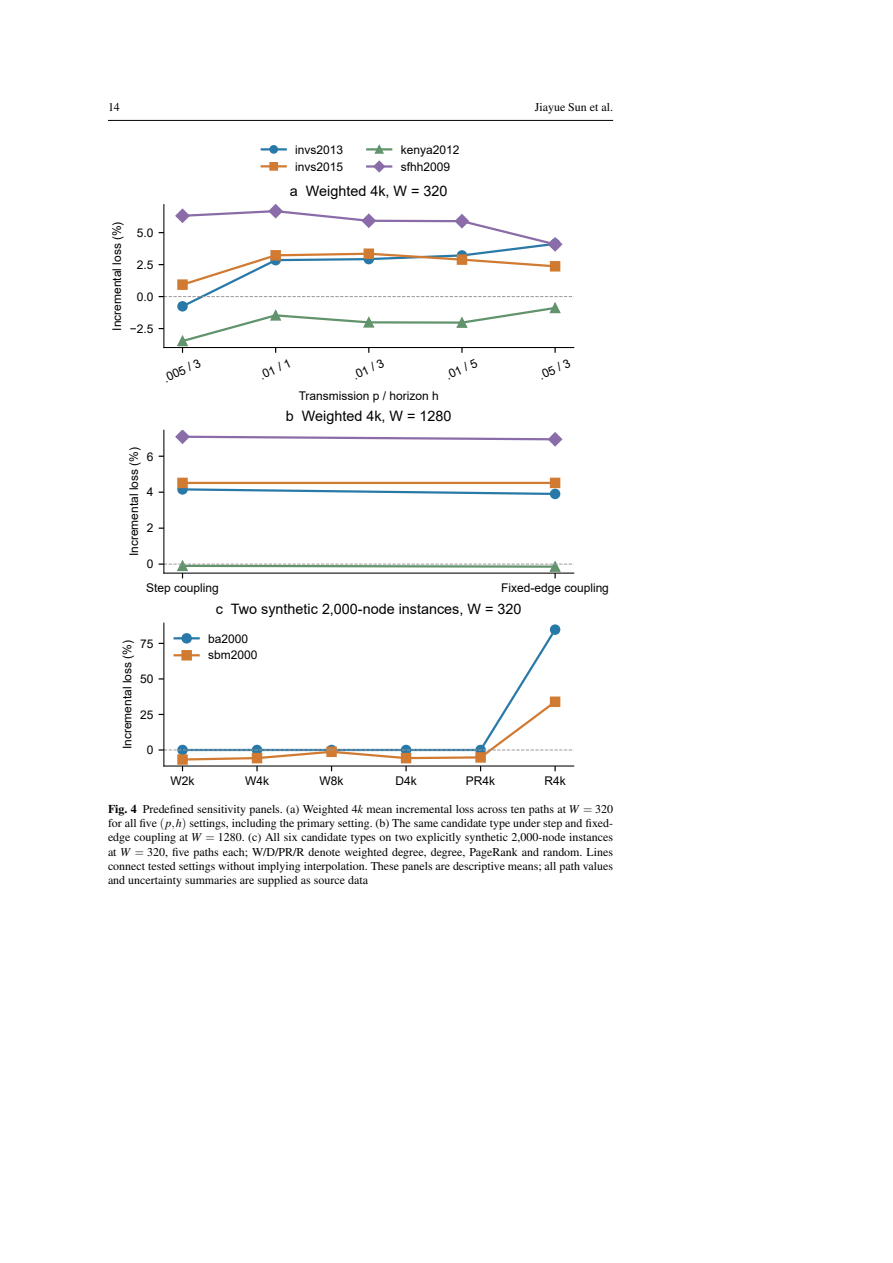 14
Jiayue Sun et al.
invs2013
kenya2012
invs2015
sfhh2009
a Weighted 4k, W = 320
Incremental loss (%)
5.0
2.5
0.0
−2.5
.005 / 3
.01 / 1
.01 / 3
.01 / 5
.05 / 3
Transmission p / horizon h
b Weighted 4k, W = 1280
Incremental loss (%)
6
4
2
0
Step coupling
Fixed-edge coupling
c Two synthetic 2,000-node instances, W = 320
Incremental loss (%)
ba2000
sbm2000
75
50
25
0
W2k
W4k
W8k
D4k
PR4k
R4k
Fig. 4 Predefined sensitivity panels. (a) Weighted 4k mean incremental loss across ten paths at W = 320
for all five (p,h) settings, including the primary setting. (b) The same candidate type under step and fixed-
edge coupling at W = 1280. (c) All six candidate types on two explicitly synthetic 2,000-node instances
at W = 320, five paths each; W/D/PR/R denote weighted degree, degree, PageRank and random. Lines
connect tested settings without implying interpolation. These panels are descriptive means; all path values
and uncertainty summaries are supplied as source data